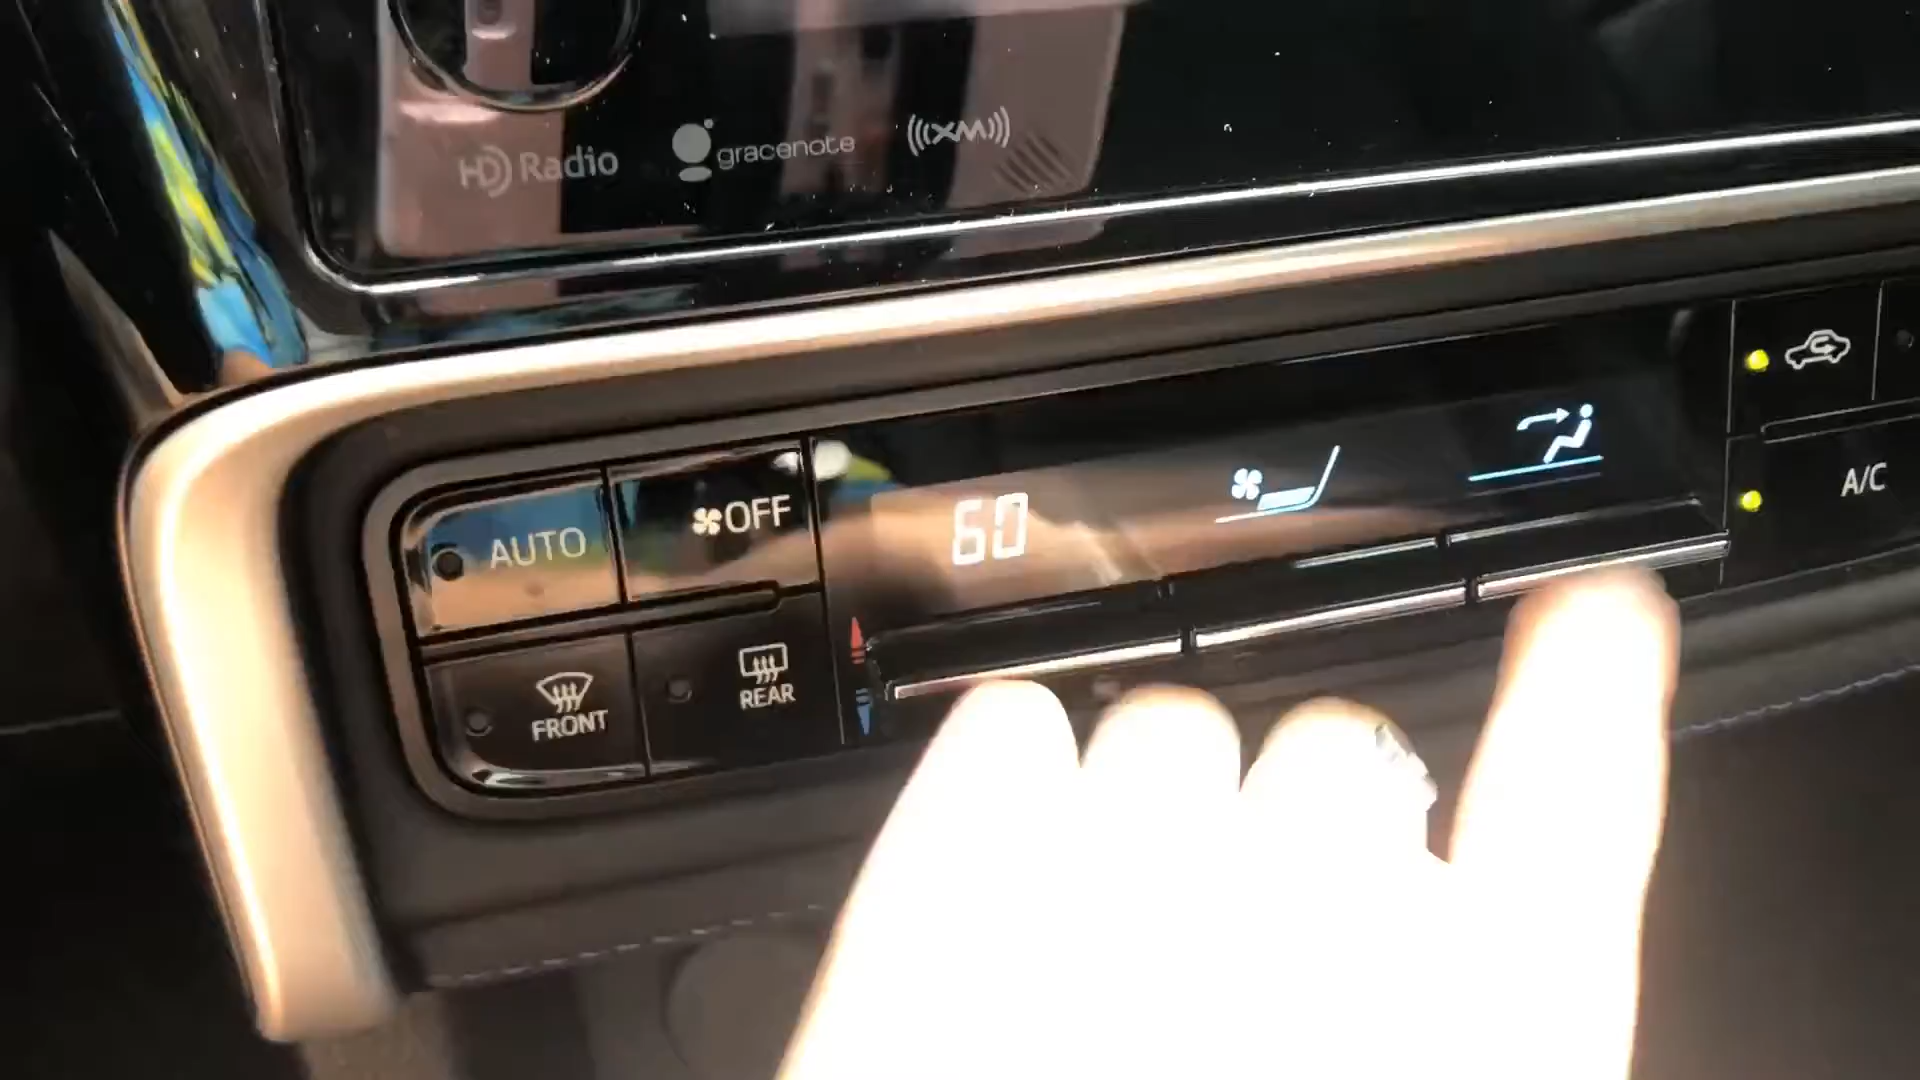 HD Radio
gracenote
((XM))
AUTO
OFF
60
A/C
FRONT
REAR